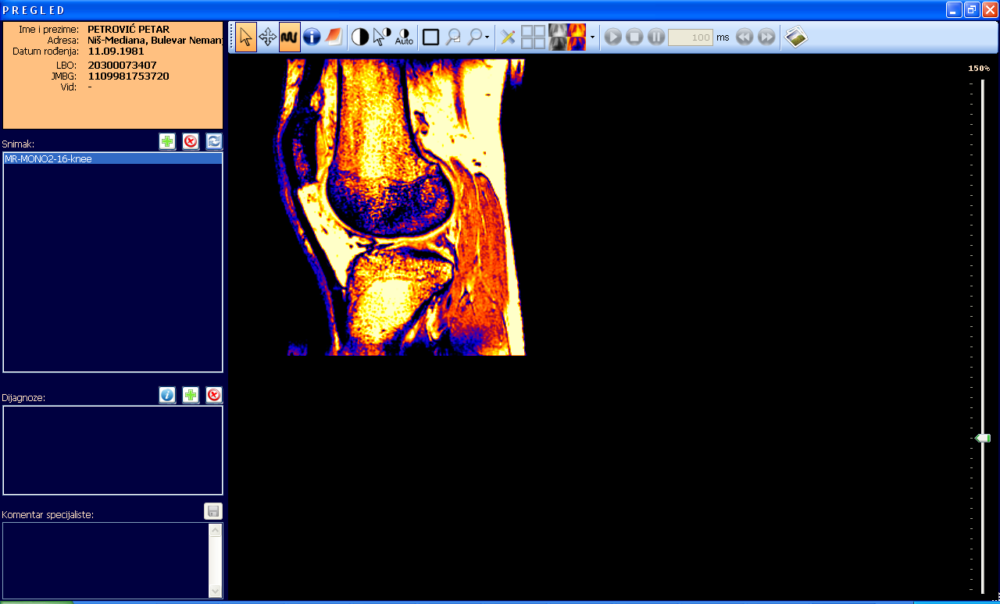 PREGLED
Ime i prezime: PETROVIĆ PETAR
Adresa: Niš-Mediana, Bulevar Neman
Datum rođenja: 11.09.1981
LBO: 20300073407
JMBG: 1109981753720
Vid: -
Auto
100 ms
150%
Snimak:
MR-MONO2-16-knee
Dijagnoze:
Komentar specijaliste: